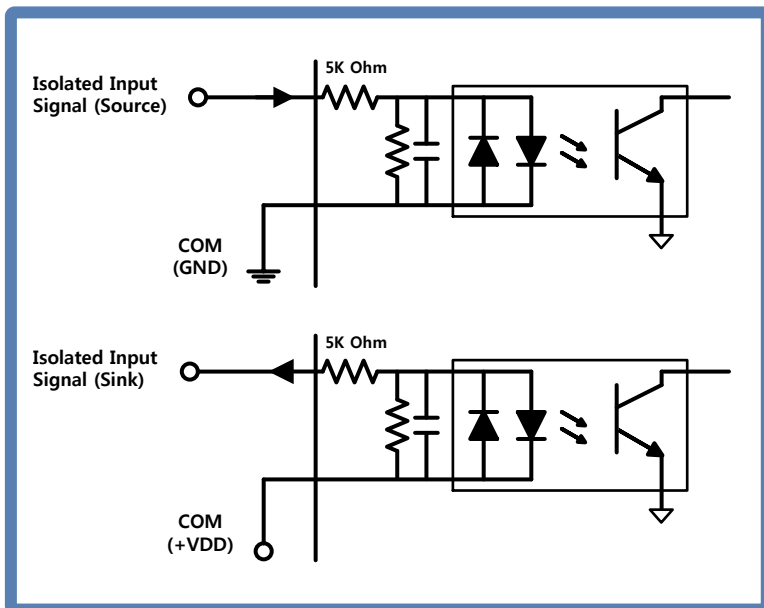 5K Ohm
Isolated Input
Signal (Source)
COM
(GND)
5K Ohm
Isolated Input
Signal (Sink)
COM
(+VDD)